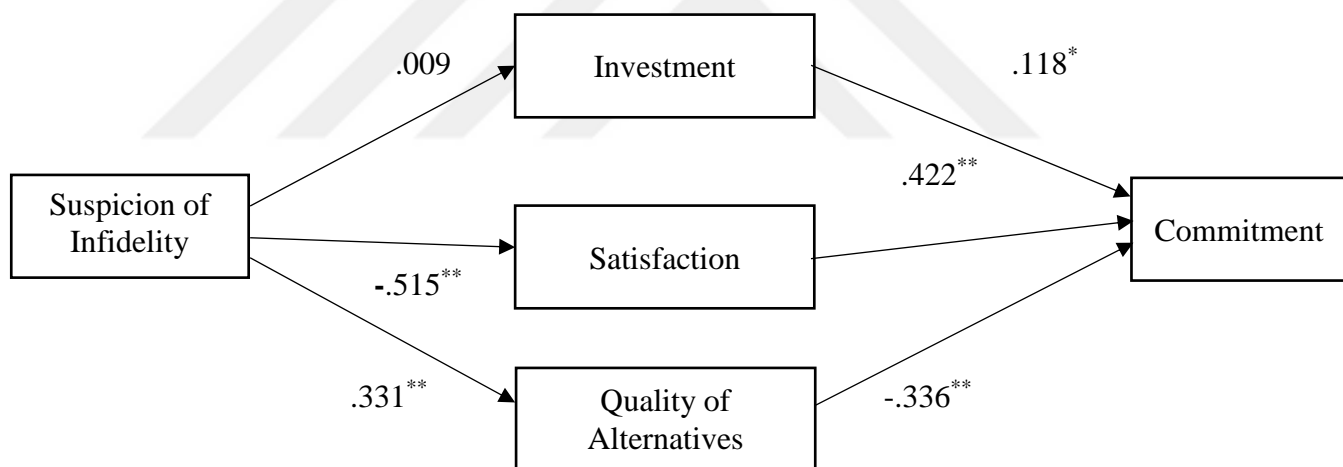 .009
Investment
.118*
.422**
Suspicion of
Infidelity
Satisfaction
Commitment
-.515**
.331**
Quality of
Alternatives
-.336**